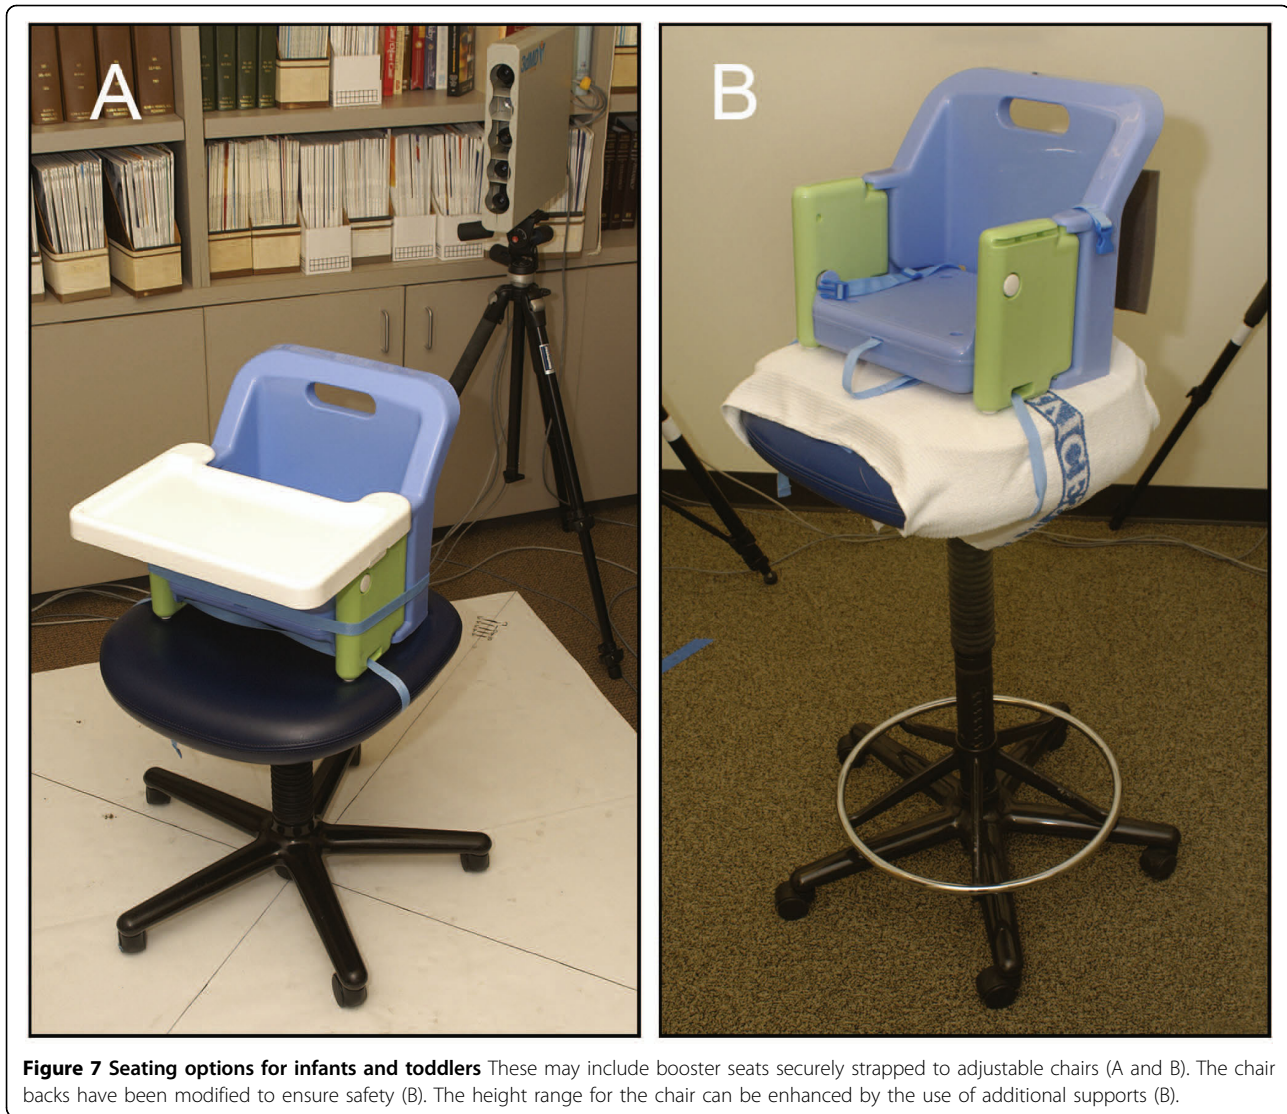 A
B
Figure 7 Seating options for infants and toddlers These may include booster seats securely strapped to adjustable chairs (A and B). The chair
backs have been modified to ensure safety (B). The height range for the chair can be enhanced by the use of additional supports (B).